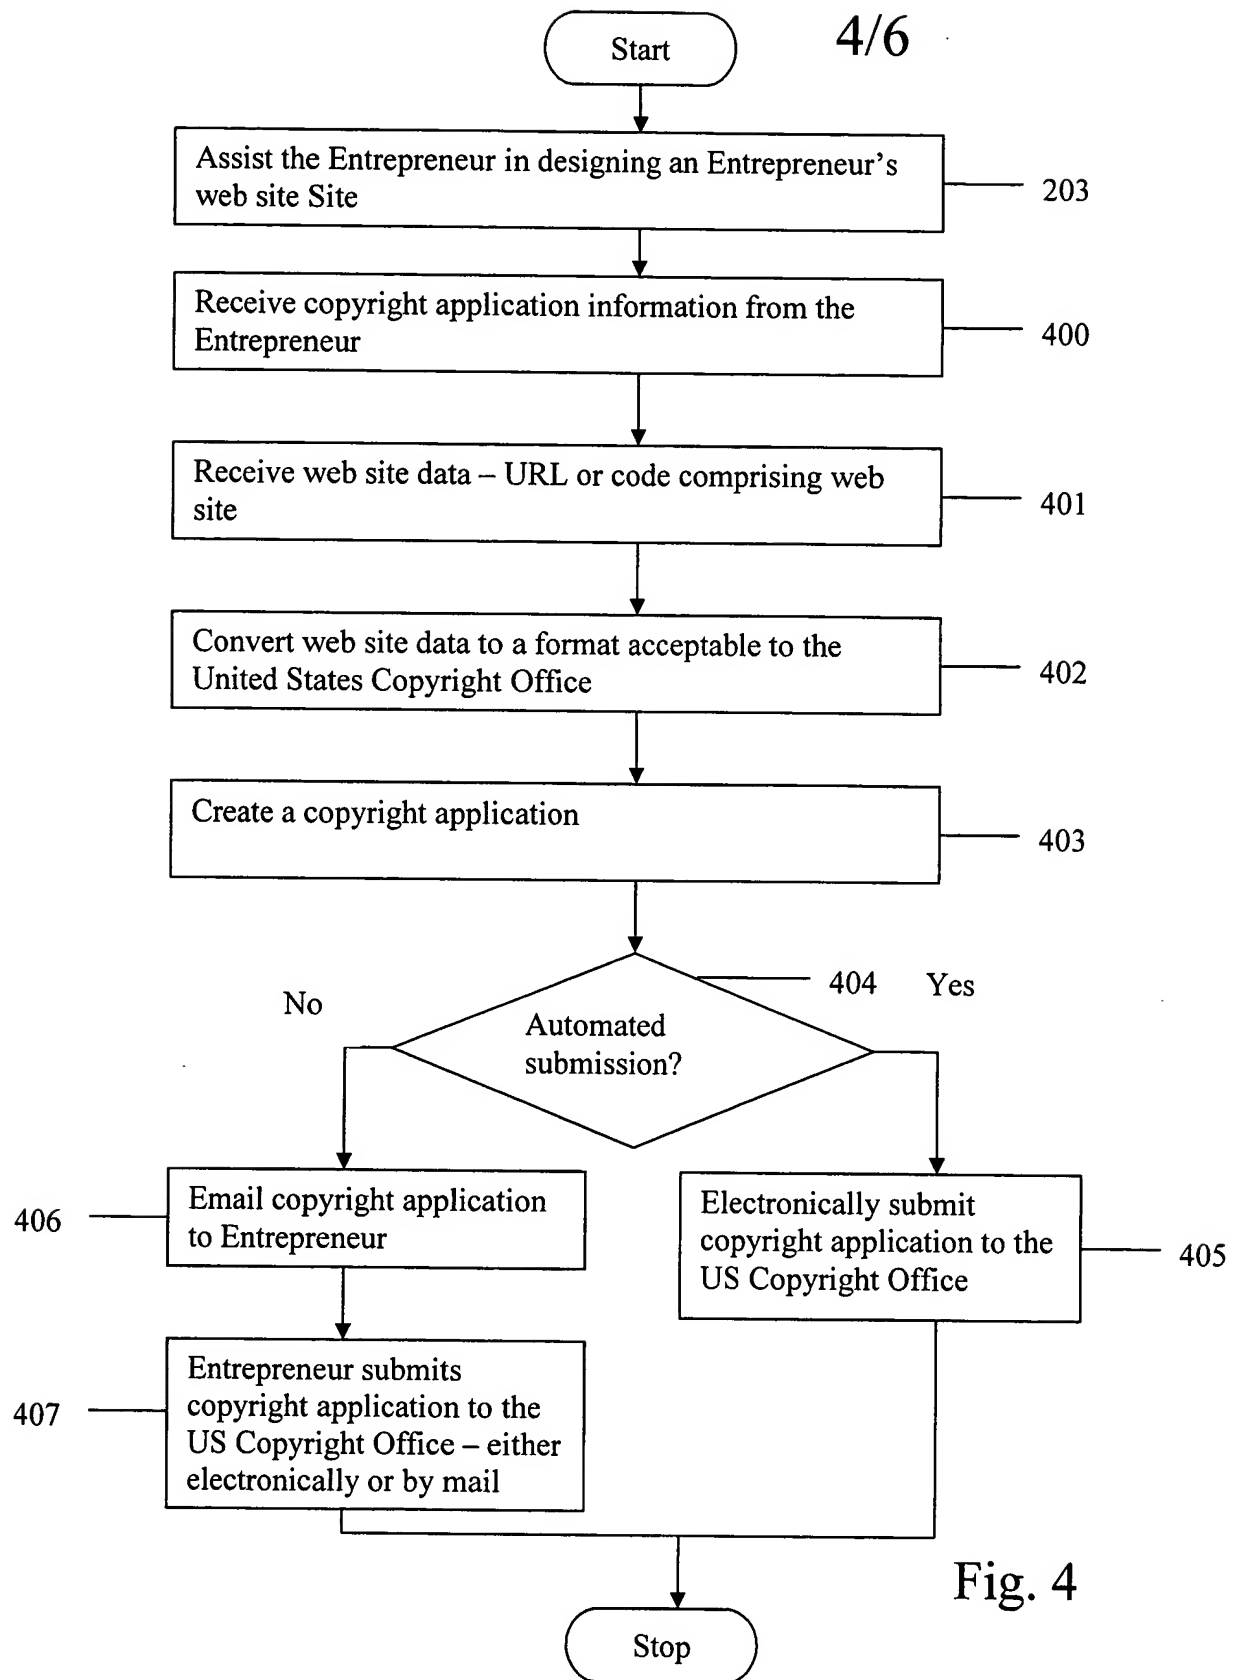 Start
4/6
Assist the Entrepreneur in designing an Entrepreneur's
web site Site
203
Receive copyright application information from the
Entrepreneur
400
Receive web site data – URL or code comprising web
site
401
Convert web site data to a format acceptable to the
United States Copyright Office
402
Create a copyright application
403
404
Yes
No
Automated
submission?
406
Email copyright application
to Entrepreneur
Electronically submit
copyright application to the
US Copyright Office
405
407
Entrepreneur submits
copyright application to the
US Copyright Office – either
electronically or by mail
Fig. 4
Stop